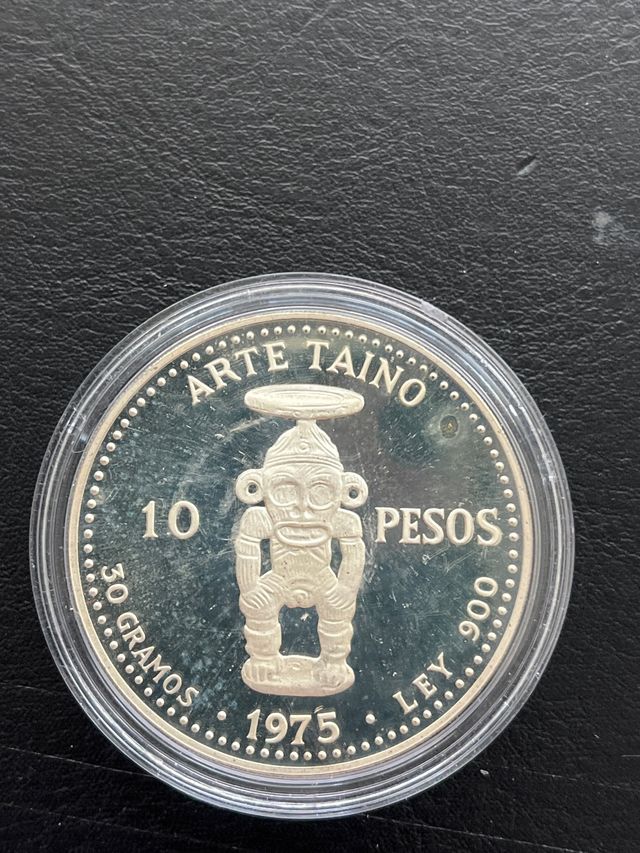 ARTE TAINO
10 PESOS
30 GRAMOS · 1975 · LEY 900